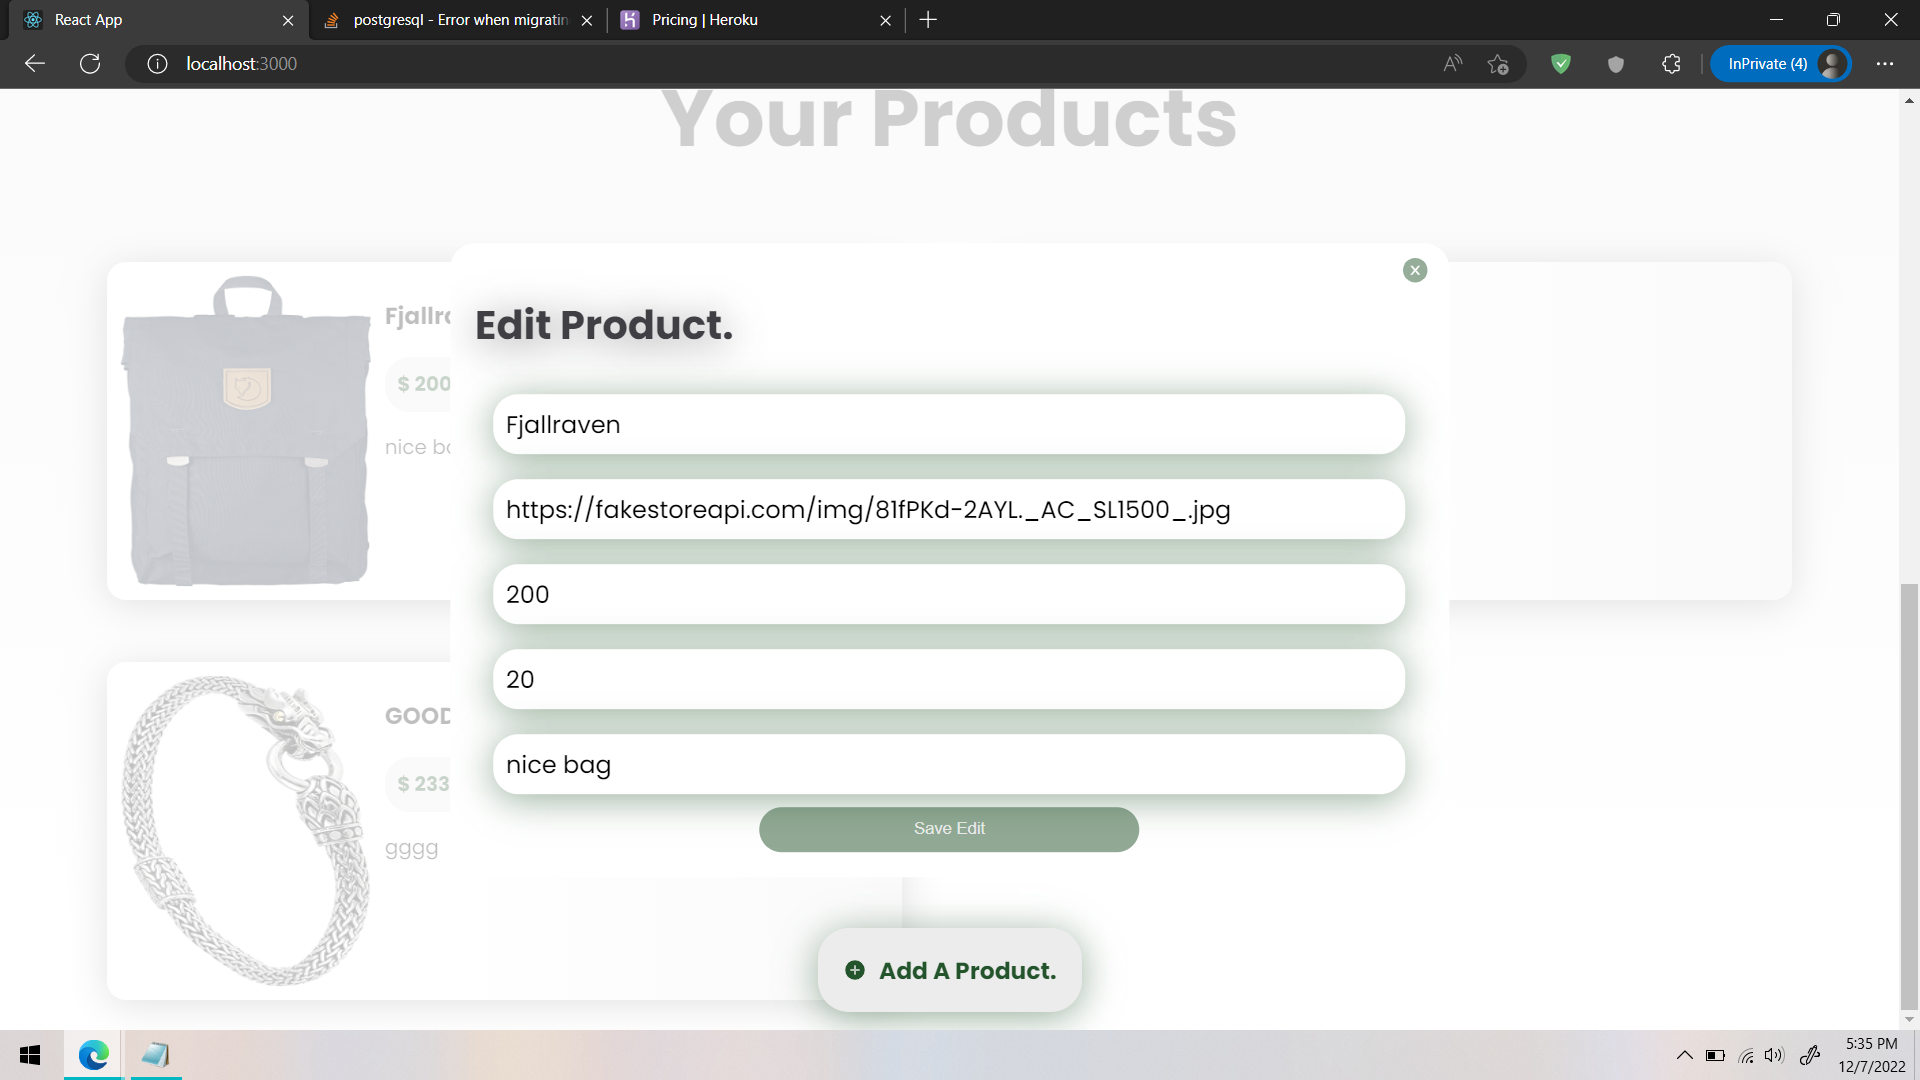 React App
postgresql - Error when migratin
Pricing | Heroku
localhost:3000
InPrivate (4)
Your Products
Edit Product.
x
Fjallra
$ 200
nice bo
Fjallraven
https://fakestoreapi.com/img/81fPKd-2AYL._AC_SL1500_.jpg
200
20
nice bag
Save Edit
GOOD
$ 233
gggg
Add A Product.
5:35 PM
12/7/2022